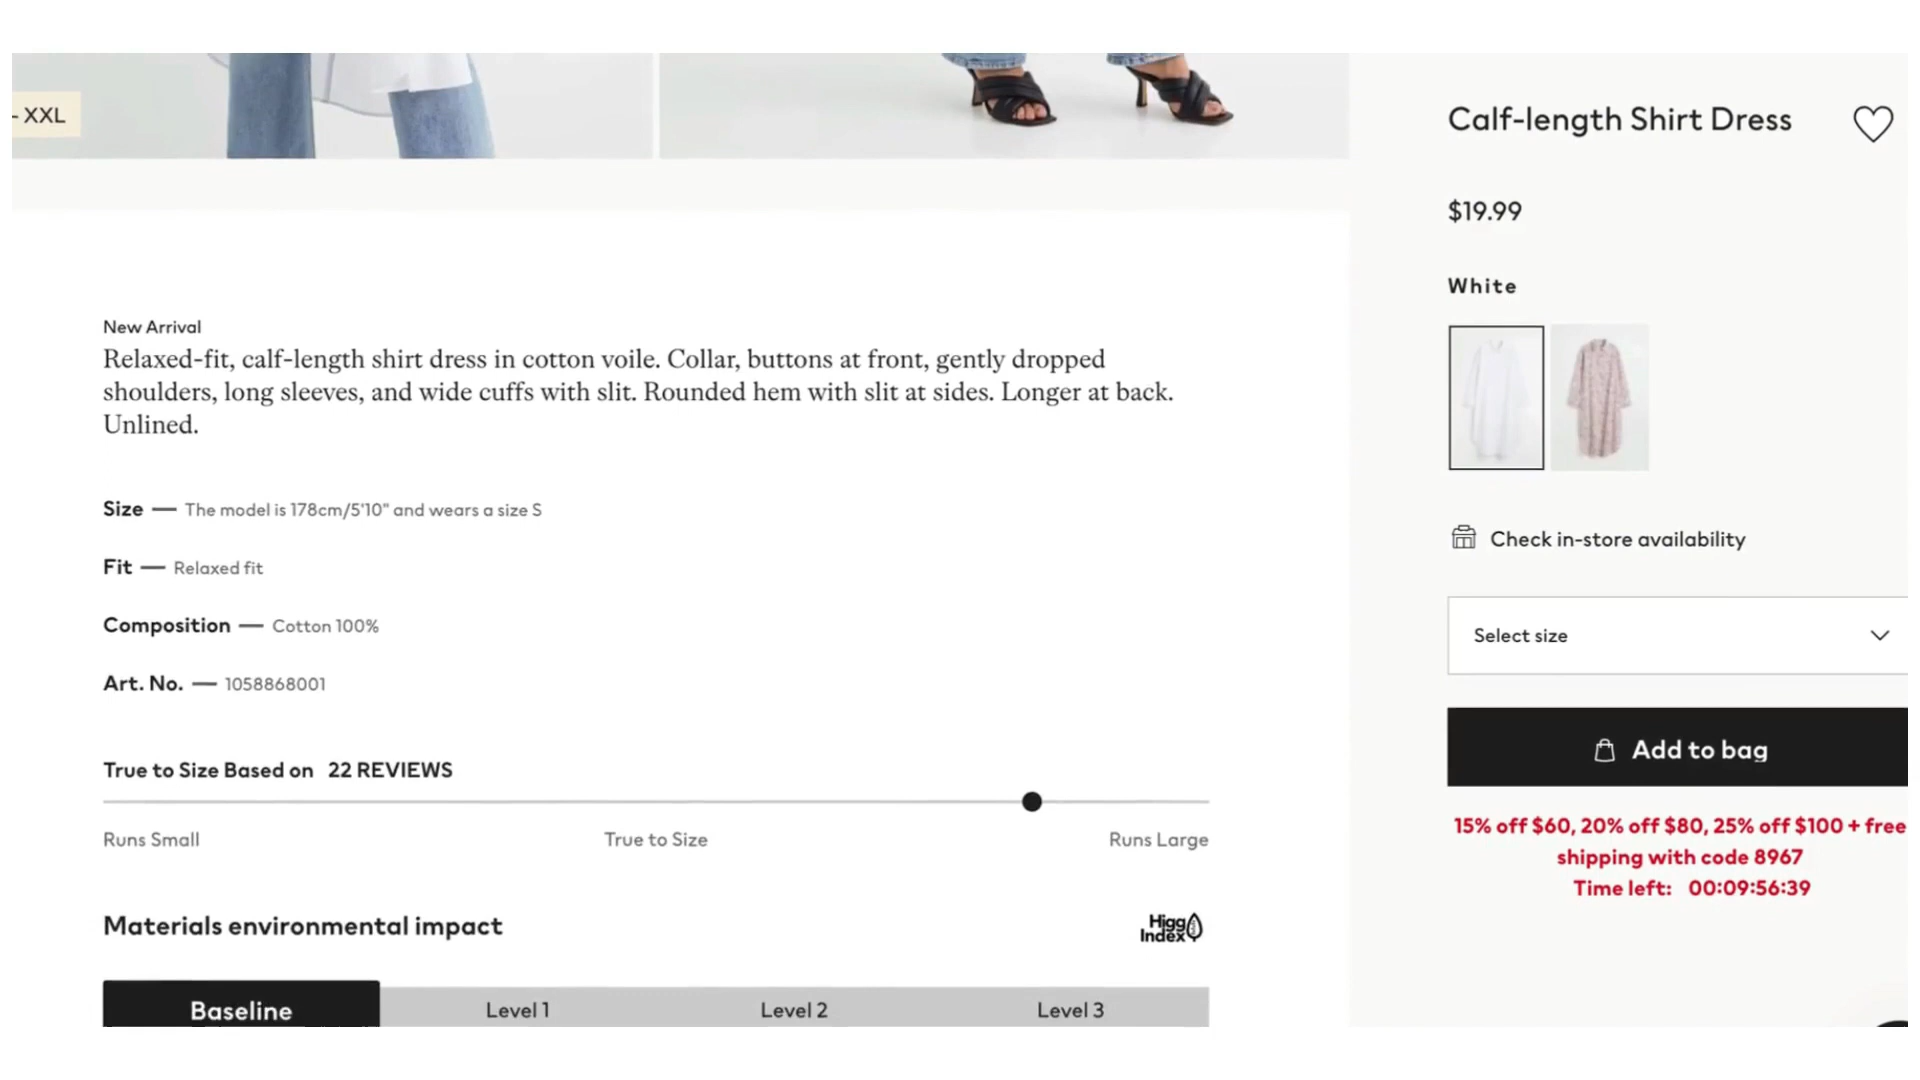 - XXL
Calf-length Shirt Dress
$19.99
White
New Arrival
Relaxed-fit, calf-length shirt dress in cotton voile. Collar, buttons at front, gently dropped
shoulders, long sleeves, and wide cuffs with slit. Rounded hem with slit at sides. Longer at back.
Unlined.
Size — The model is 178cm/5'10" and wears a size S
Fit — Relaxed fit
Composition — Cotton 100%
Art. No. — 1058868001
Check in-store availability
Select size
Add to bag
15% off $60, 20% off $80, 25% off $100 + free
shipping with code 8967
Time left: 00:09:56:39
True to Size Based on 22 REVIEWS
Runs Small True to Size Runs Large
Materials environmental impact
Higg
Index
Baseline Level 1 Level 2 Level 3